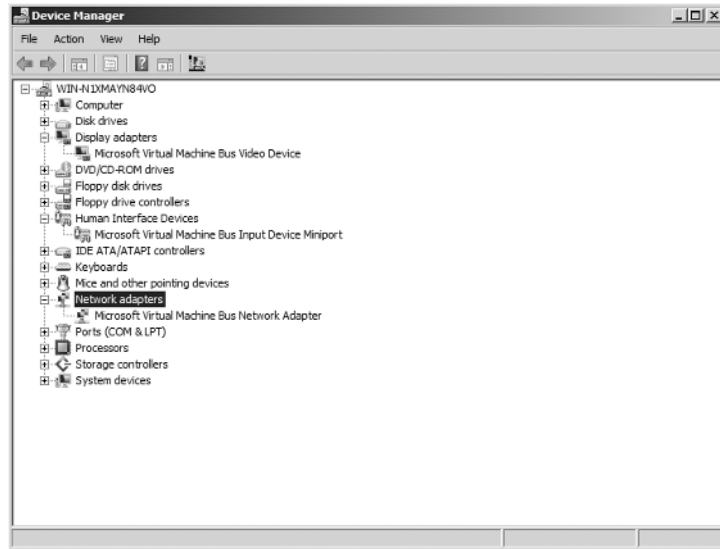 Device Manager
File Action View Help
WIN-N1XMAYN84VO
Computer
Disk drives
Display adapters
Microsoft Virtual Machine Bus Video Device
DVD/CD-ROM drives
Floppy disk drives
Floppy drive controllers
Human Interface Devices
Microsoft Virtual Machine Bus Input Device Miniport
IDE ATA/ATAPI controllers
Keyboards
Mice and other pointing devices
Network adapters
Microsoft Virtual Machine Bus Network Adapter
Ports (COM & LPT)
Processors
Storage controllers
System devices